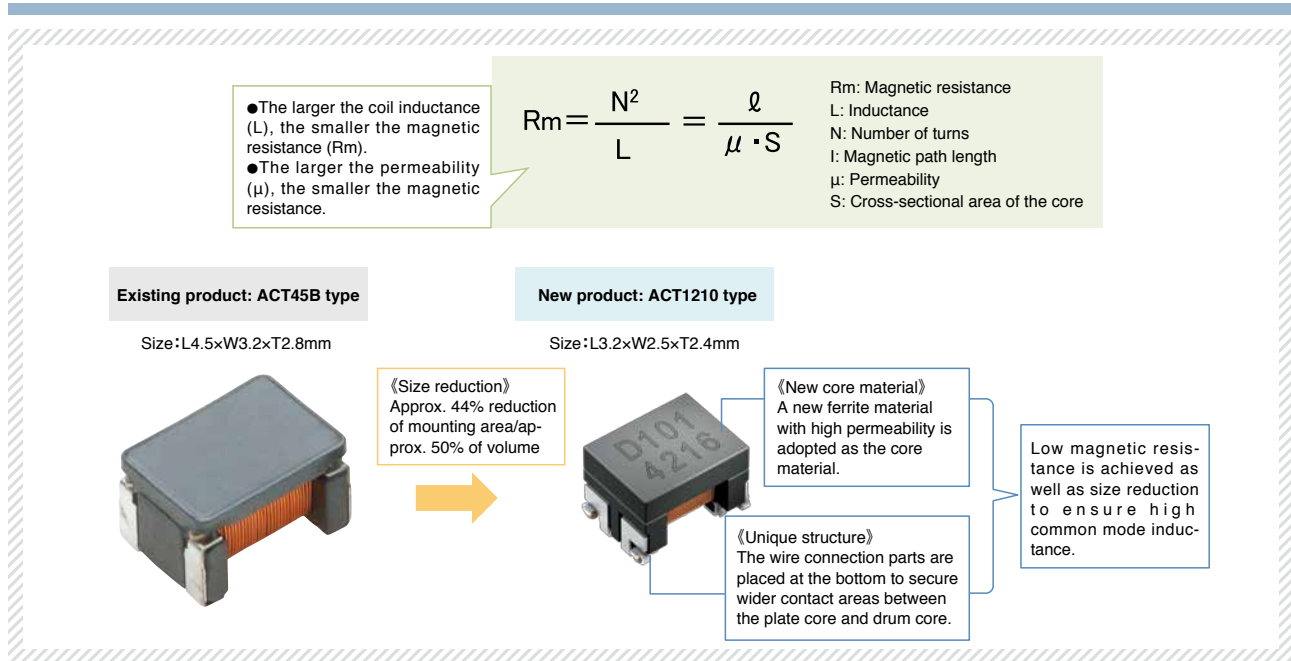 ●The larger the coil inductance
(L), the smaller the magnetic
resistance (Rm).
●The larger the permeability
(μ), the smaller the magnetic
resistance.
Rm = N² / L = ℓ / μ・S
Rm: Magnetic resistance
L: Inductance
N: Number of turns
l: Magnetic path length
μ: Permeability
S: Cross-sectional area of the core
Existing product: ACT45B type
Size：L4.5×W3.2×T2.8mm
《Size reduction》
Approx. 44% reduction
of mounting area/ap-
prox. 50% of volume
New product: ACT1210 type
Size：L3.2×W2.5×T2.4mm
D101
4216
《New core material》
A new ferrite material
with high permeability is
adopted as the core
material.
《Unique structure》
The wire connection parts are
placed at the bottom to secure
wider contact areas between
the plate core and drum core.
Low magnetic resis-
tance is achieved as
well as size reduction
to ensure high
common mode induc-
tance.